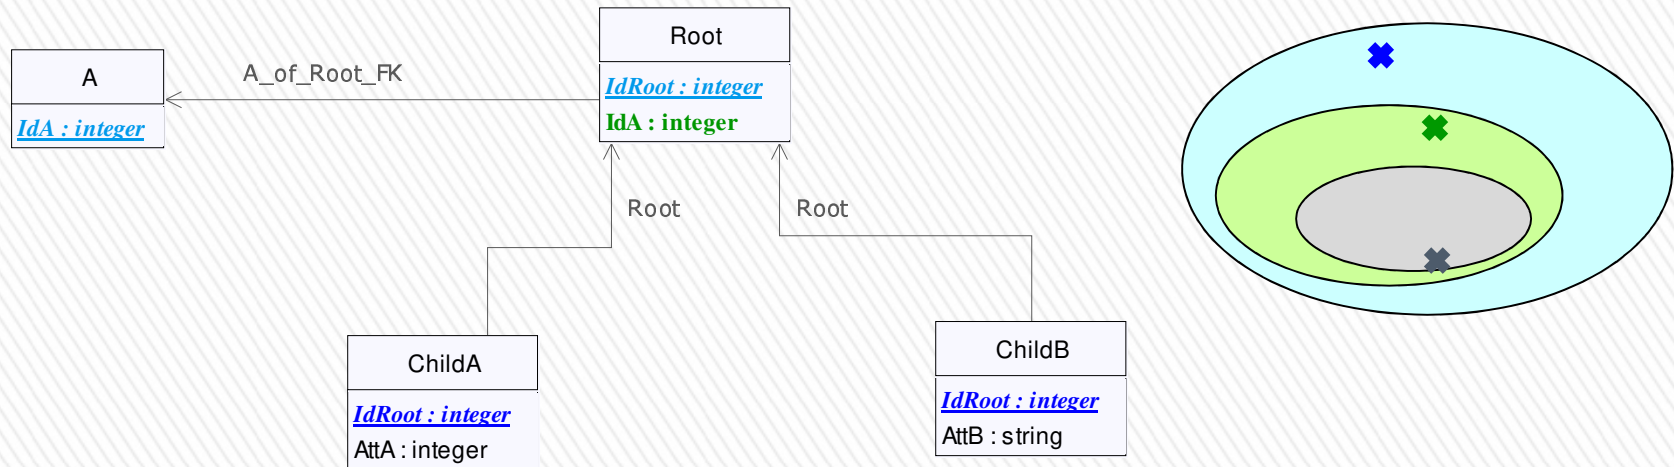 Root
IdRoot : integer
IdA : integer
A
IdA : integer
A_of_Root_FK
Root
Root
ChildA
IdRoot : integer
AttA : integer
ChildB
IdRoot : integer
AttB : string